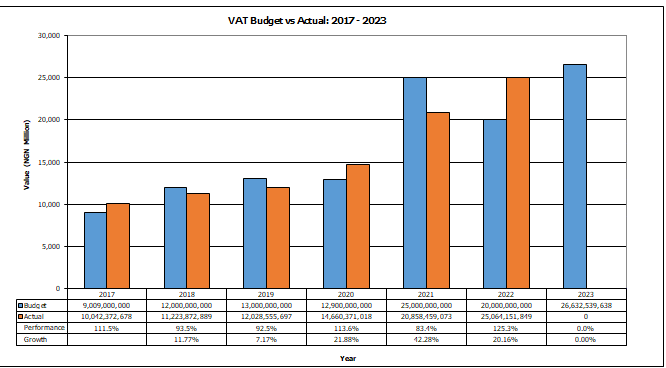 VAT Budget vs Actual: 2017 - 2023
30,000
25,000
20,000
15,000
10,000
5,000
0
Value (NGN Million)
2017 2018 2019 2020 2021 2022 2023
Budget 9,009,000,000 12,000,000,000 13,000,000,000 12,900,000,000 25,000,000,000 20,000,000,000 26,632,539,638
Actual 10,042,372,678 11,223,872,889 12,028,555,697 14,660,371,018 20,858,459,073 25,064,151,849 0
Performance 111.5% 93.5% 92.5% 113.6% 83.4% 125.3% 0.0%
Growth 11.77% 7.17% 21.88% 42.28% 20.16% 0.00%
Year